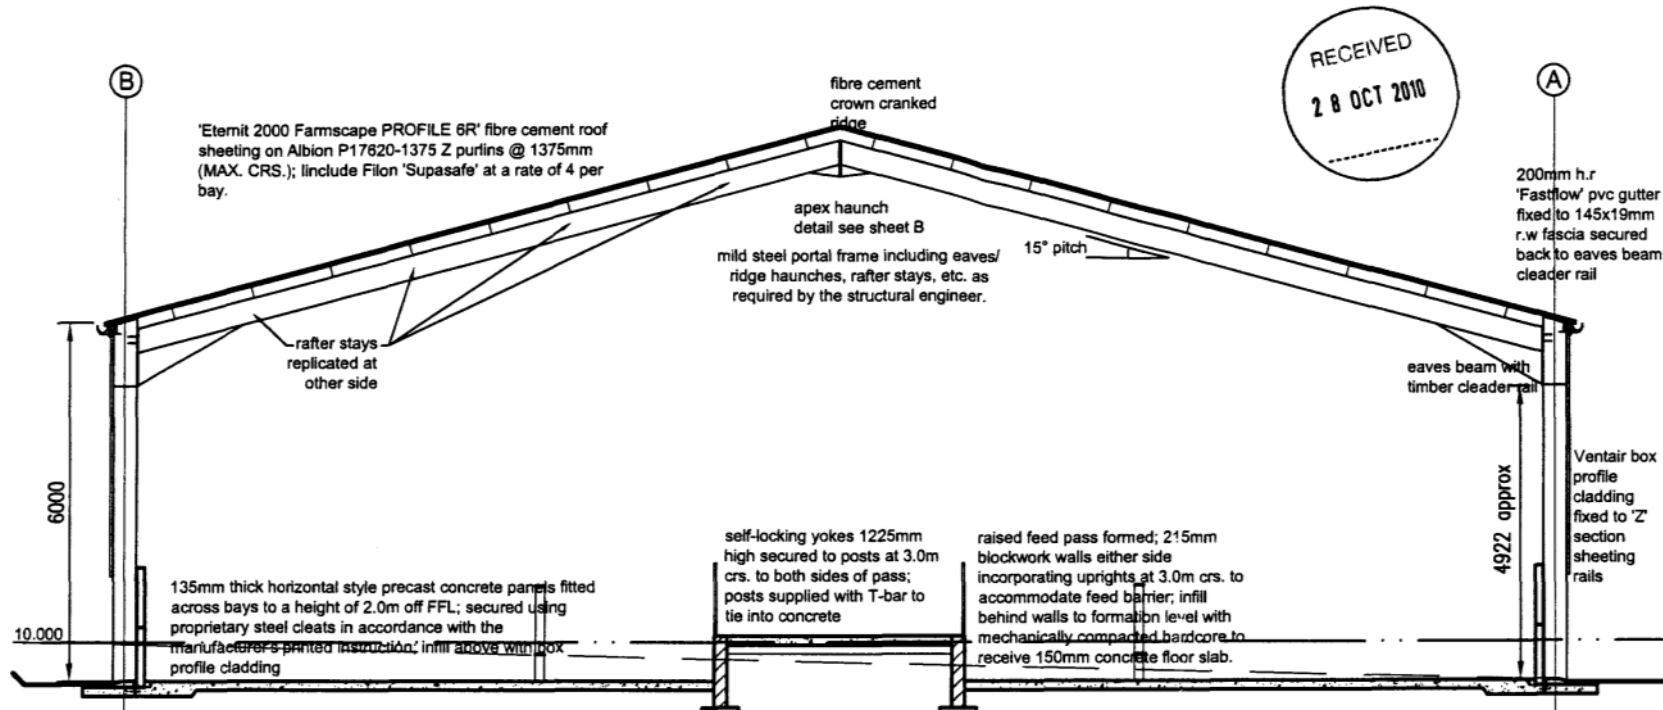 B
'Eternit 2000 Farmscape PROFILE 6R' fibre cement roof
sheeting on Albion P17620-1375 Z purlins @ 1375mm
(MAX. CRS.); Iinclude Filon 'Supasafe' at a rate of 4 per
bay.
fibre cement
crown cranked
ridge
RECEIVED
28 OCT 2010
A
200mm h.r
'Fastflow' pvc gutter
fixed to 145x19mm
r.w fascia secured
back to eaves beam
cleader rail
apex haunch
detail see sheet B
mild steel portal frame including eaves/
ridge haunches, rafter stays, etc. as
required by the structural engineer.
15° pitch
rafter stays
replicated at
other side
eaves beam with
timber cleader rail
6000
4922 approx
Ventair box
profile
cladding
fixed to 'Z'
section
sheeting
rails
135mm thick horizontal style precast concrete panels fitted
across bays to a height of 2.0m off FFL; secured using
proprietary steel cleats in accordance with the
manufacturer's printed instruction; infill above with box
profile cladding
10.000
self-locking yokes 1225mm
high secured to posts at 3.0m
crs. to both sides of pass;
posts supplied with T-bar to
tie into concrete
raised feed pass formed; 215mm
blockwork walls either side
incorporating uprights at 3.0m crs. to
accommodate feed barrier; infill
behind walls to formation level with
mechanically compacted hardcore to
receive 150mm concrete floor slab.